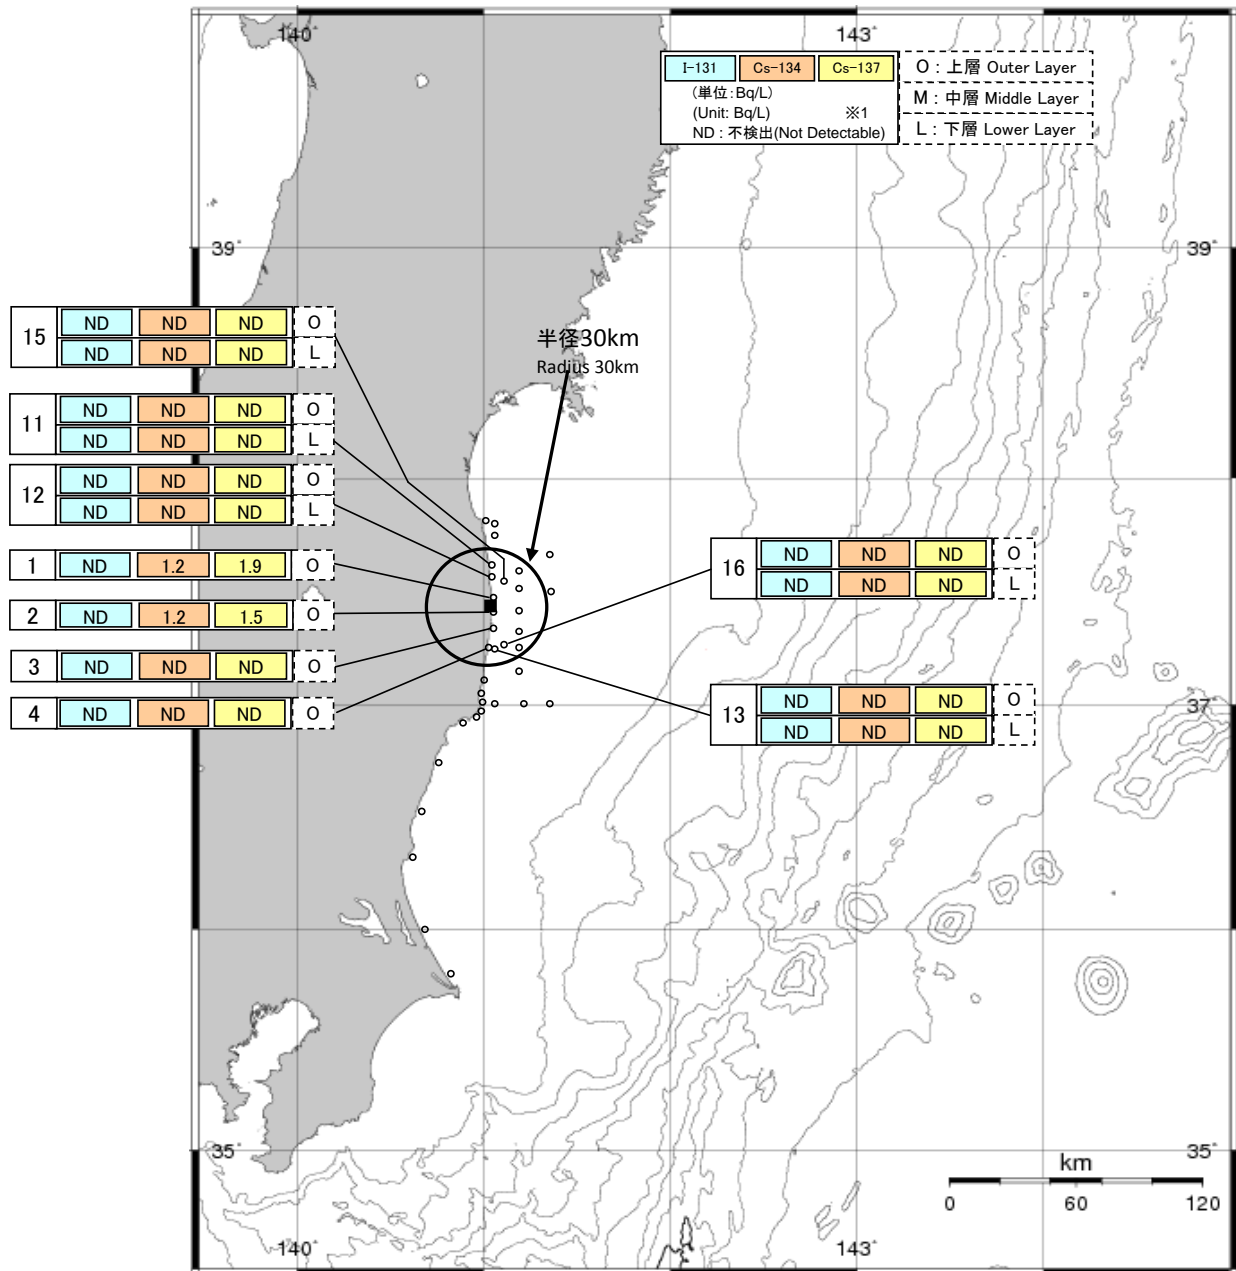 140°
143°
I-131 Cs-134 Cs-137
(単位:Bq/L)
(Unit: Bq/L) ※1
ND : 不検出(Not Detectable)
O : 上層 Outer Layer
M : 中層 Middle Layer
L : 下層 Lower Layer
39°
39°
15
ND ND ND O
ND ND ND L
半径30km
Radius 30km
11
ND ND ND O
ND ND ND L
12
ND ND ND O
ND ND ND L
1 ND 1.2 1.9 O
2 ND 1.2 1.5 O
3 ND ND ND O
4 ND ND ND O
16
ND ND ND O
ND ND ND L
13
ND ND ND O
ND ND ND L
37°
35°
35°
km
0 60 120
140°
143°